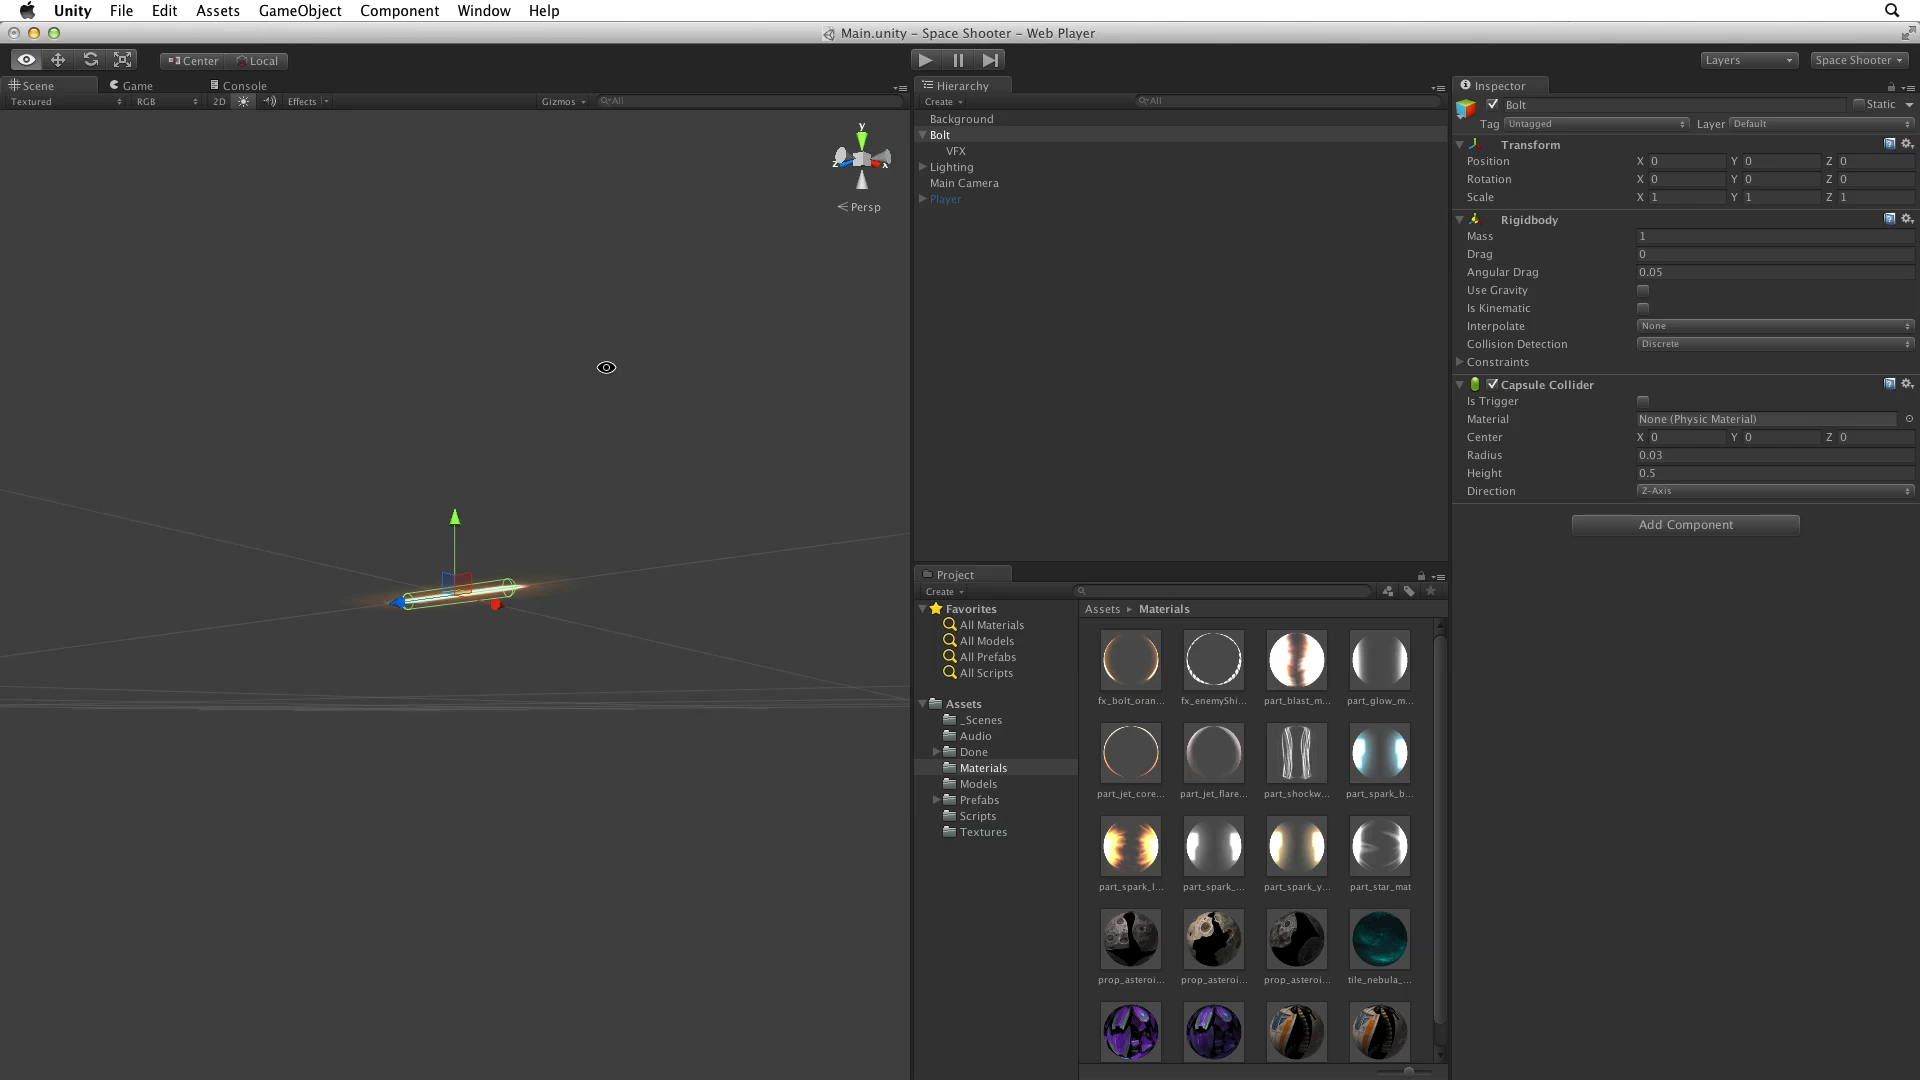 Unity File Edit Assets GameObject Component Window Help
Main.unity – Space Shooter – Web Player
Center Local
Layers Space Shooter
Scene Game Console
Textured RGB 2D Effects Gizmos All
y
z x
Persp
Hierarchy
Create All
Background
Bolt
VFX
Lighting
Main Camera
Player
Project
Create
Favorites
All Materials
All Models
All Prefabs
All Scripts
Assets
_Scenes
Audio
Done
Materials
Models
Prefabs
Scripts
Textures
Assets Materials
fx_bolt_oran... fx_enemyShi... part_blast_m... part_glow_m...
part_jet_core... part_jet_flare... part_shockw... part_spark_b...
part_spark_l... part_spark_... part_spark_y... part_star_mat
prop_asteroi... prop_asteroi... prop_asteroi... tile_nebula_...
Inspector
Bolt Static
Tag Untagged Layer Default
Transform
Position X 0 Y 0 Z 0
Rotation X 0 Y 0 Z 0
Scale X 1 Y 1 Z 1
Rigidbody
Mass 1
Drag 0
Angular Drag 0.05
Use Gravity
Is Kinematic
Interpolate None
Collision Detection Discrete
Constraints
Capsule Collider
Is Trigger
Material None (Physic Material)
Center X 0 Y 0 Z 0
Radius 0.03
Height 0.5
Direction Z-Axis
Add Component